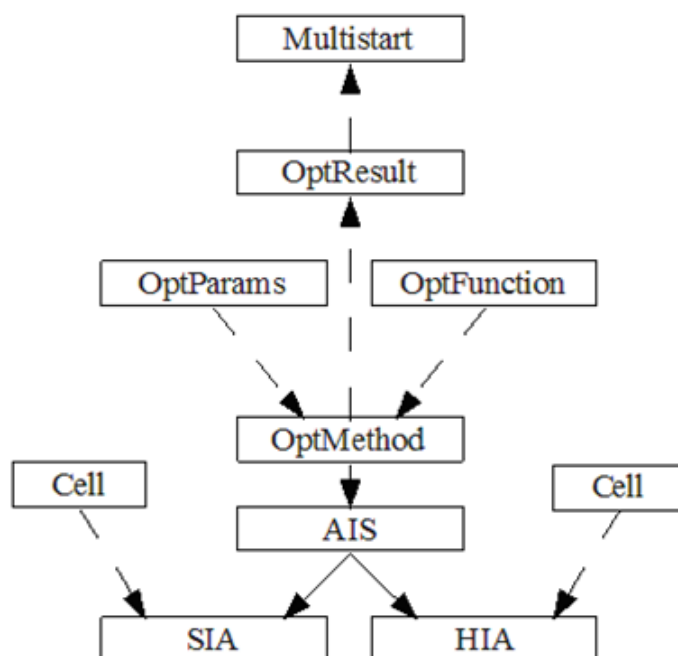 Multistart
OptResult
OptParams
OptFunction
OptMethod
Cell
Cell
AIS
SIA
HIA